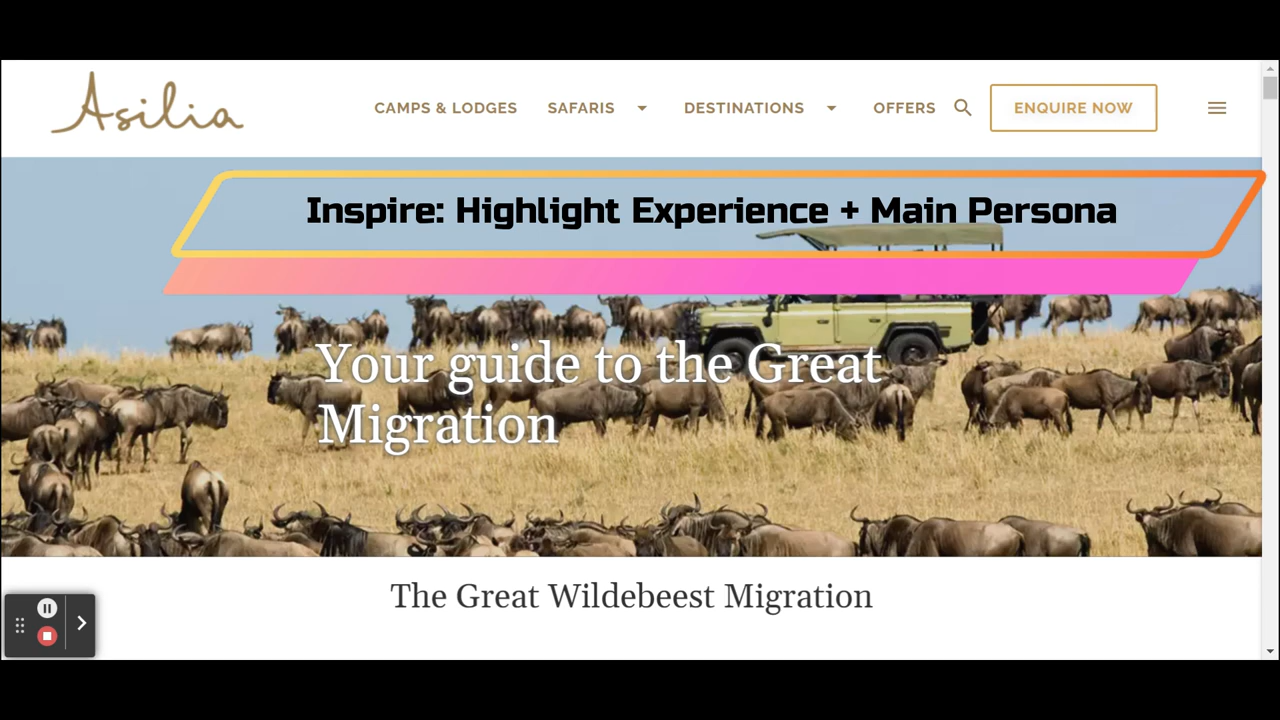 Asilia
CAMPS & LODGES SAFARIS DESTINATIONS OFFERS ENQUIRE NOW
Inspire: Highlight Experience + Main Persona
Your guide to the Great
Migration
The Great Wildebeest Migration